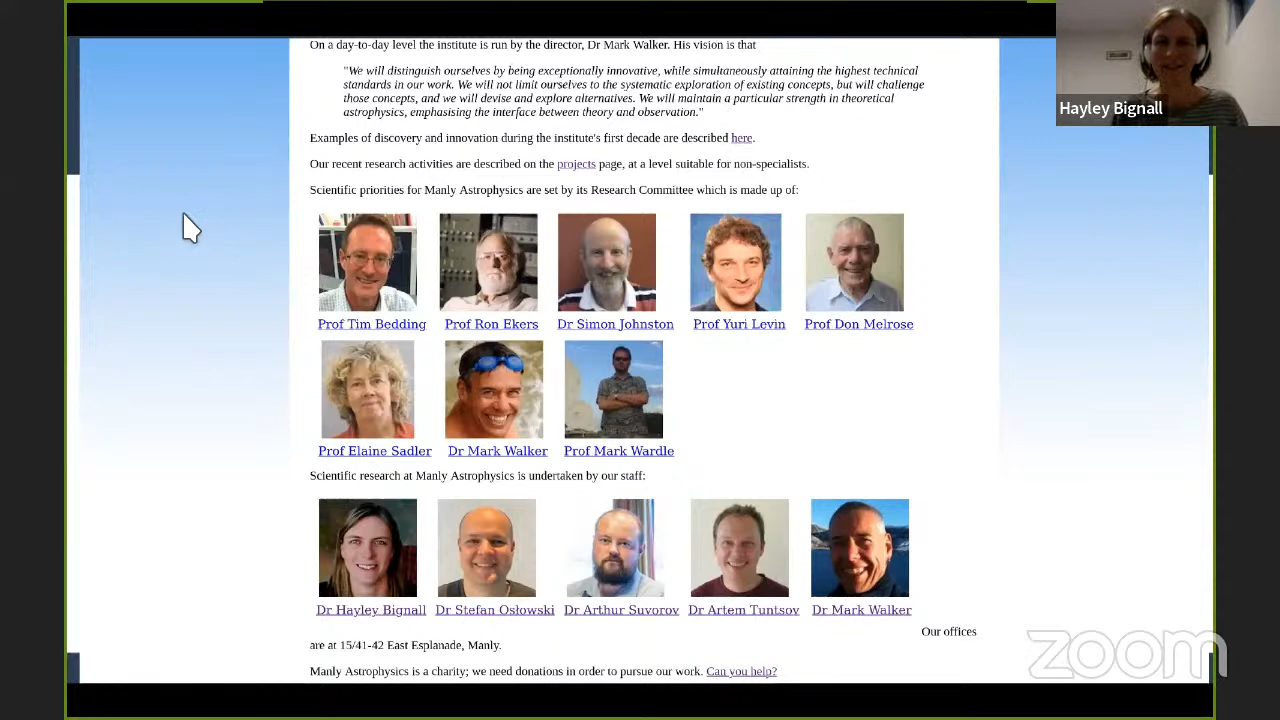 On a day-to-day level the institute is run by the director, Dr Mark Walker. His vision is that
"We will distinguish ourselves by being exceptionally innovative, while simultaneously attaining the highest technical
standards in our work. We will not limit ourselves to the systematic exploration of existing concepts, but will challenge
those concepts, and we will devise and explore alternatives. We will maintain a particular strength in theoretical
astrophysics, emphasising the interface between theory and observation."
Hayley Bignall
Examples of discovery and innovation during the institute's first decade are described here.
Our recent research activities are described on the projects page, at a level suitable for non-specialists.
Scientific priorities for Manly Astrophysics are set by its Research Committee which is made up of:
Prof Tim Bedding Prof Ron Ekers Dr Simon Johnston Prof Yuri Levin Prof Don Melrose
Prof Elaine Sadler Dr Mark Walker Prof Mark Wardle
Scientific research at Manly Astrophysics is undertaken by our staff:
Dr Hayley Bignall Dr Stefan Osłowski Dr Arthur Suvorov Dr Artem Tuntsov Dr Mark Walker
Our offices
are at 15/41-42 East Esplanade, Manly.
Manly Astrophysics is a charity; we need donations in order to pursue our work. Can you help?
zoom